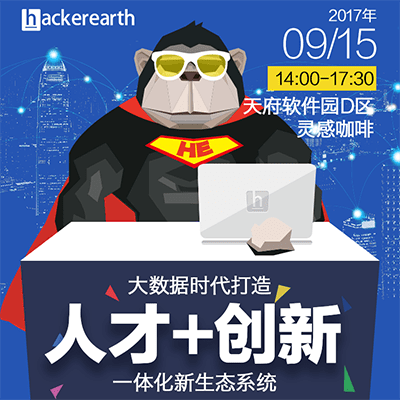 hackerearth
2017年
09/15
14:00-17:30
天府软件园D区
灵感咖啡
HE
h
大数据时代打造
人才+创新
一体化新生态系统